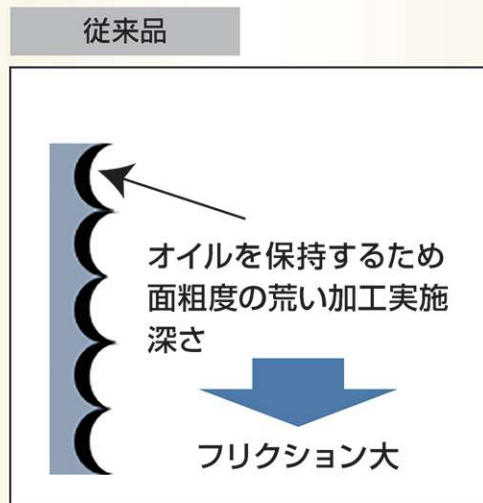 従来品
オイルを保持するため
面粗度の荒い加工実施
深さ
フリクション大